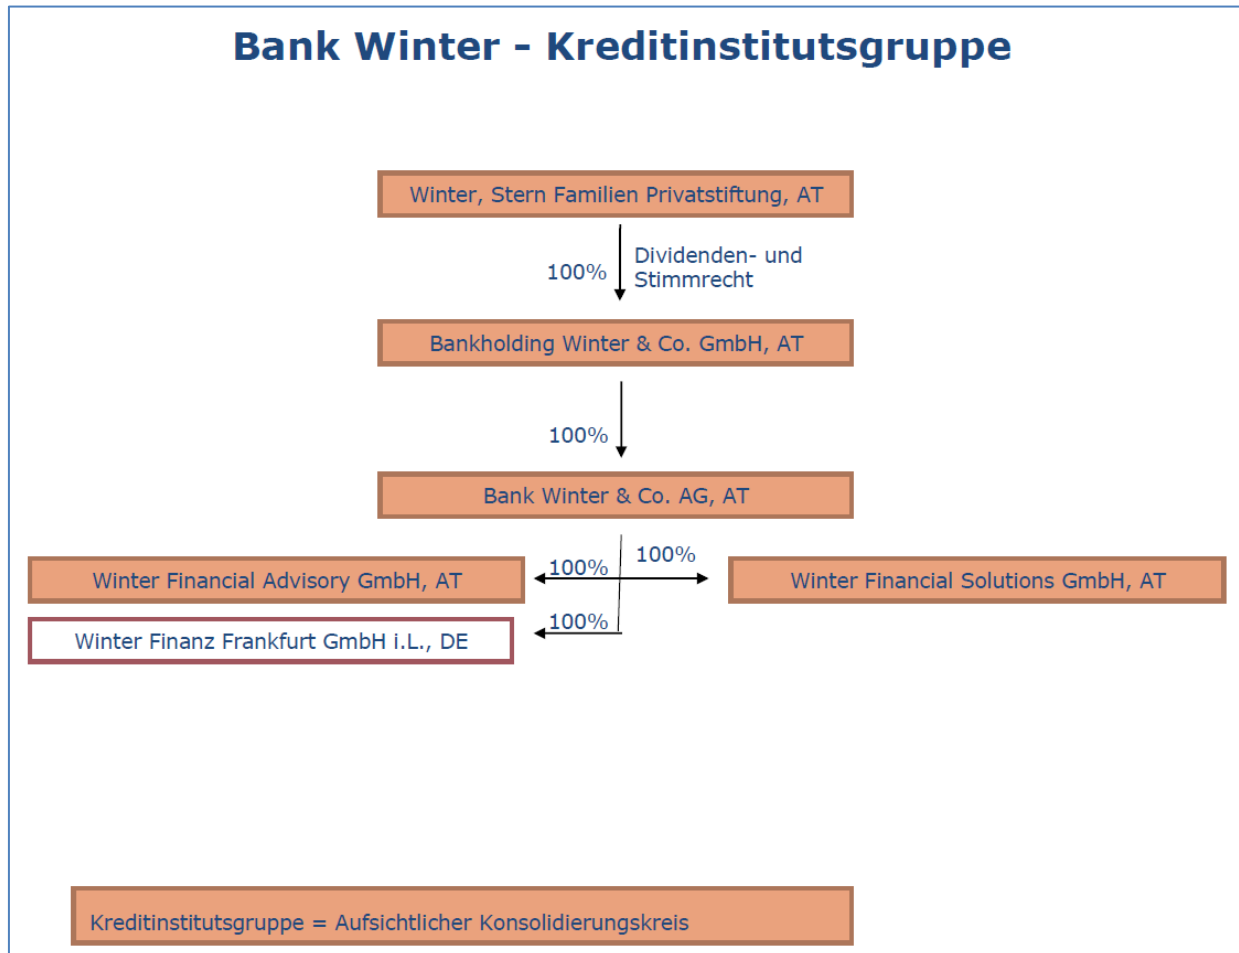 Bank Winter - Kreditinstitutsgruppe
Winter, Stern Familien Privatstiftung, AT
100%
Dividenden- und
Stimmrecht
Bankholding Winter & Co. GmbH, AT
100%
Bank Winter & Co. AG, AT
100%
100%
Winter Financial Advisory GmbH, AT
Winter Financial Solutions GmbH, AT
100%
Winter Finanz Frankfurt GmbH i.L., DE
Kreditinstitutsgruppe = Aufsichtlicher Konsolidierungskreis